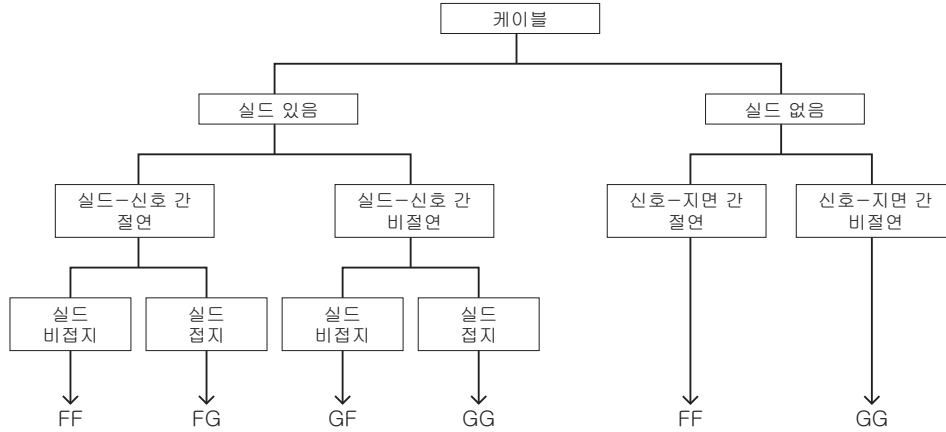 케이블
실드 있음
실드 없음
실드-신호 간
절연
실드-신호 간
비절연
신호-지면 간
절연
신호-지면 간
비절연
실드
비접지
실드
접지
실드
비접지
실드
접지
FF
FG
GF
GG
FF
GG